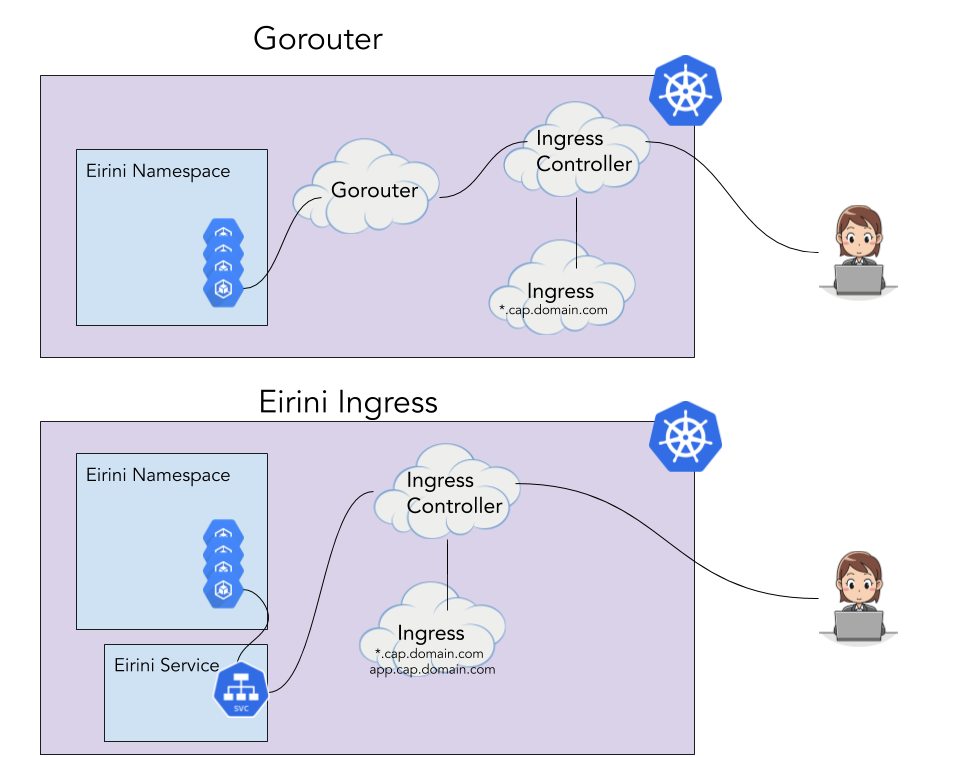 Gorouter
Eirini Namespace
Gorouter
Ingress
Controller
Ingress
*.cap.domain.com
Eirini Ingress
Eirini Namespace
Ingress
Controller
Ingress
*.cap.domain.com
app.cap.domain.com
Eirini Service
svc